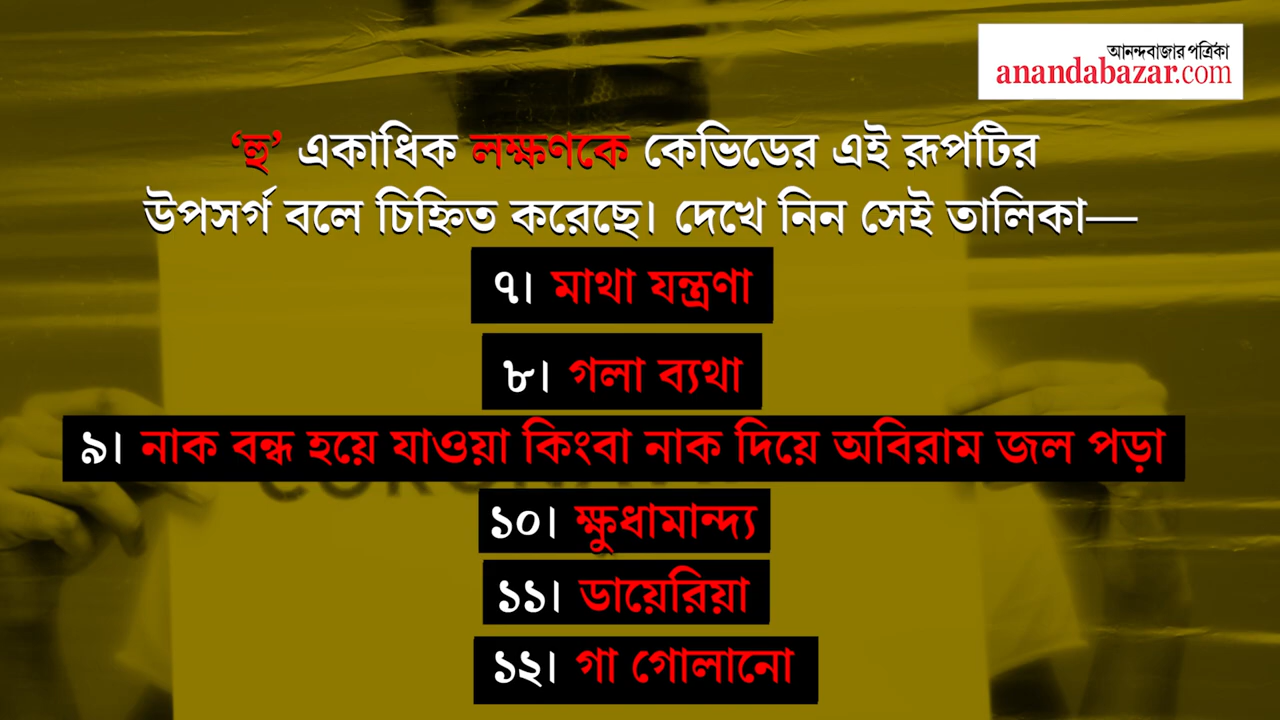 আনন্দবাজার পত্রিকা
anandabazar.com
‘হু’ একাধিক লক্ষণকে কেভিডের এই রূপটির
উপসর্গ বলে চিহ্নিত করেছে। দেখে নিন সেই তালিকা—
৭। মাথা যন্ত্রণা
৮। গলা ব্যথা
৯। নাক বন্ধ হয়ে যাওয়া কিংবা নাক দিয়ে অবিরাম জল পড়া
১০। ক্ষুধামান্দ্য
১১। ডায়েরিয়া
১২। গা গোলানো